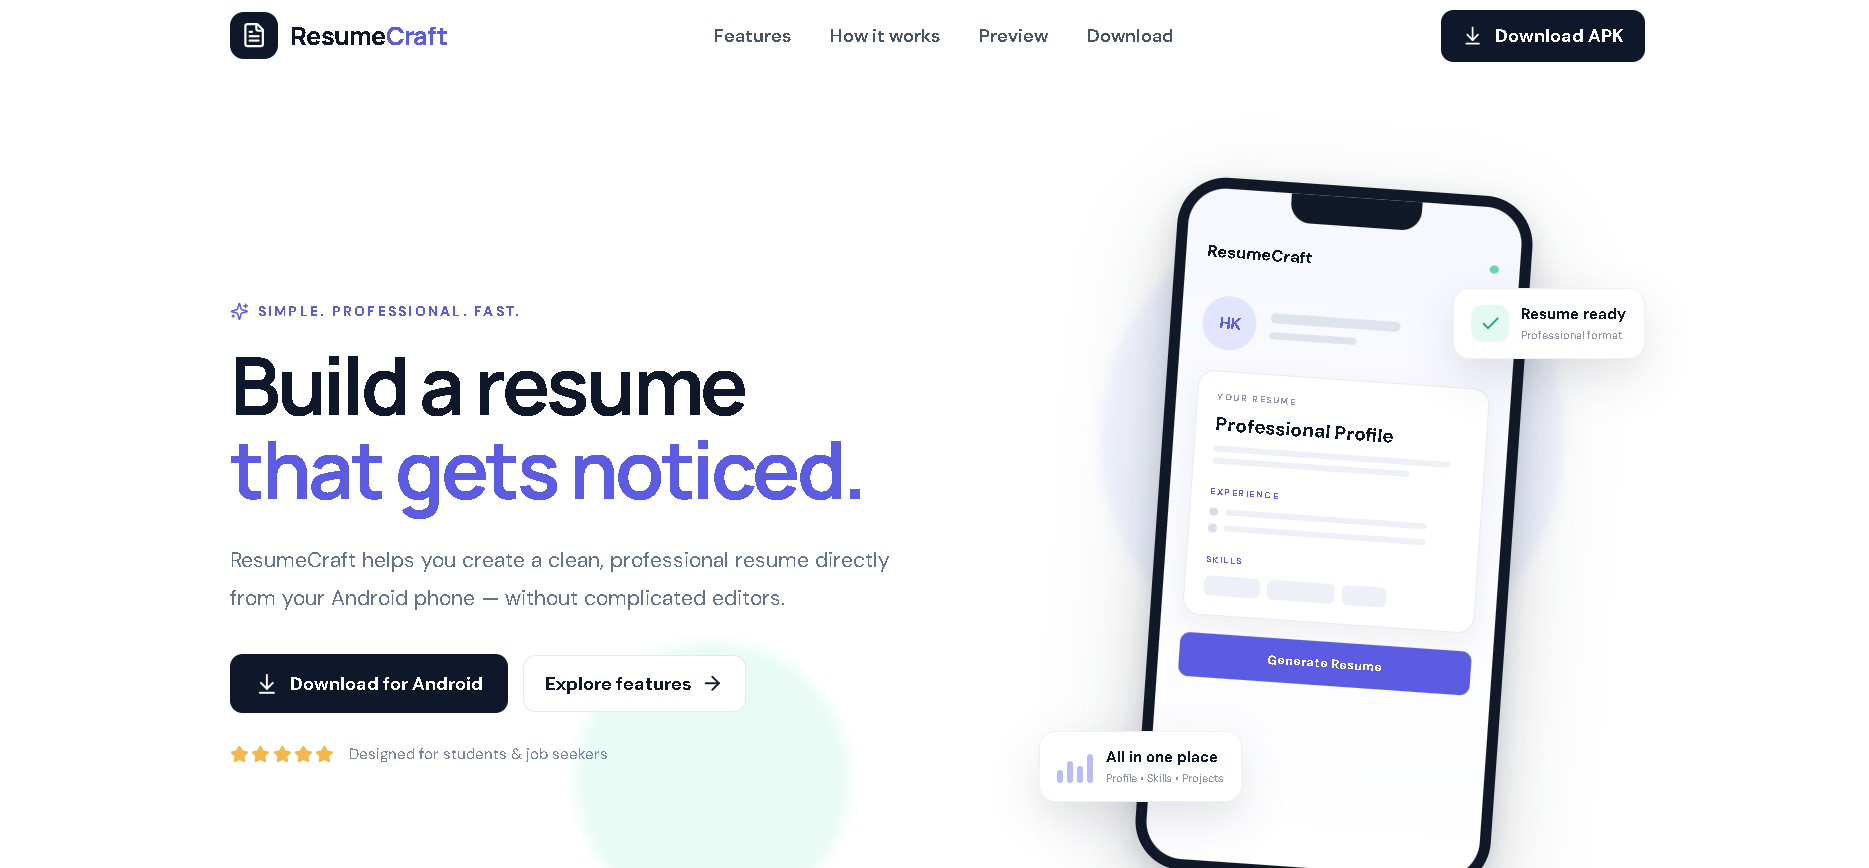 ResumeCraft
Features
How it works
Preview
Download
Download APK
SIMPLE. PROFESSIONAL. FAST.
Build a resume
that gets noticed.
ResumeCraft helps you create a clean, professional resume directly
from your Android phone — without complicated editors.
Download for Android
Explore features
Designed for students & job seekers
ResumeCraft
HK
Resume ready
Professional format
YOUR RESUME
Professional Profile
EXPERIENCE
SKILLS
Generate Resume
All in one place
Profile • Skills • Projects